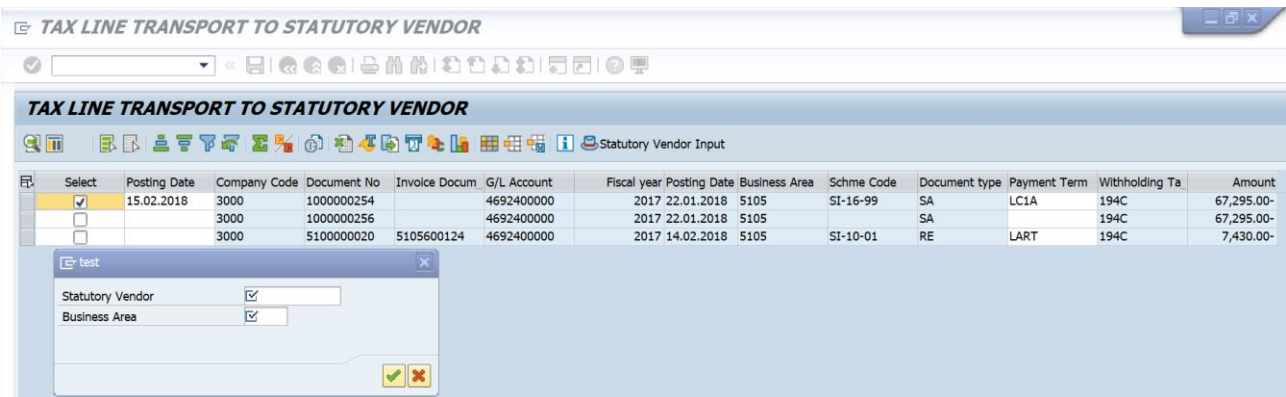 TAX LINE TRANSPORT TO STATUTORY VENDOR
TAX LINE TRANSPORT TO STATUTORY VENDOR
Statutory Vendor Input
Select Posting Date Company Code Document No Invoice Docum G/L Account Fiscal year Posting Date Business Area Schme Code Document type Payment Term Withholding Ta Amount
15.02.2018 3000 1000000254 4692400000 2017 22.01.2018 5105 SI-16-99 SA LC1A 194C 67,295.00-
3000 1000000256 4692400000 2017 22.01.2018 5105 SA 194C 67,295.00-
3000 5100000020 5105600124 4692400000 2017 14.02.2018 5105 SI-10-01 RE LART 194C 7,430.00-
test
Statutory Vendor
Business Area